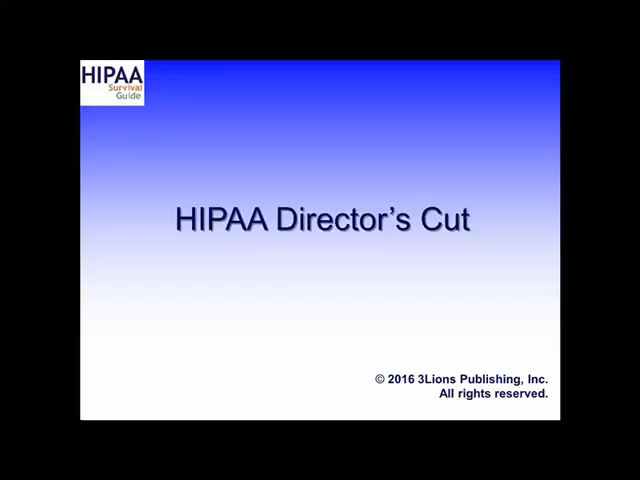 HIPAA
Survival
Guide
HIPAA Director’s Cut
© 2016 3Lions Publishing, Inc.
All rights reserved.